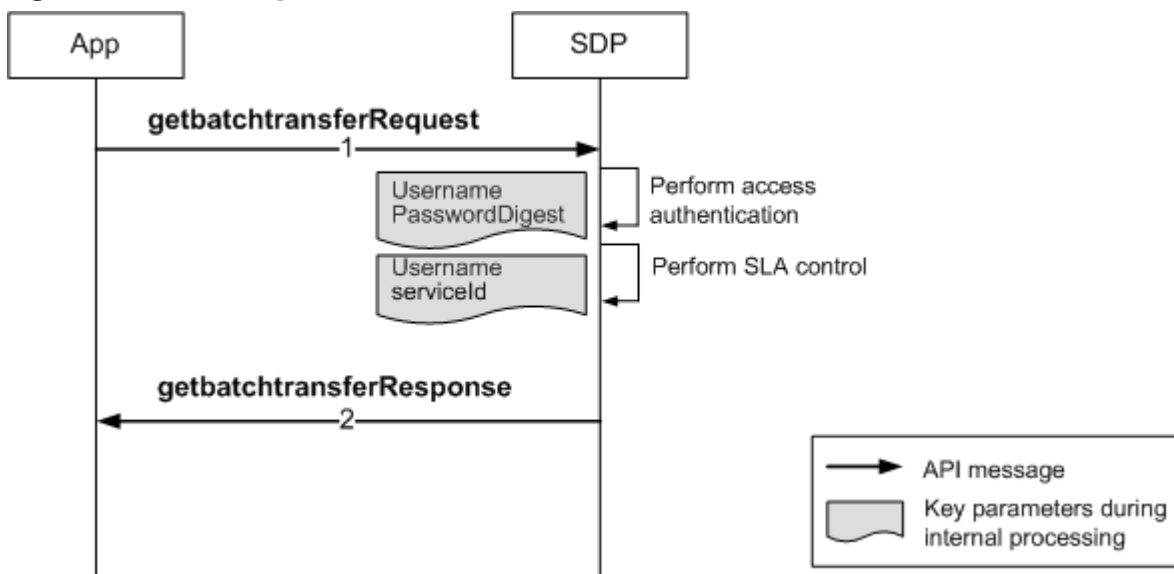 App
SDP
getbatchtransferRequest
1
Username
PasswordDigest
Perform access
authentication
Username
serviceId
Perform SLA control
getbatchtransferResponse
2
API message
Key parameters during
internal processing